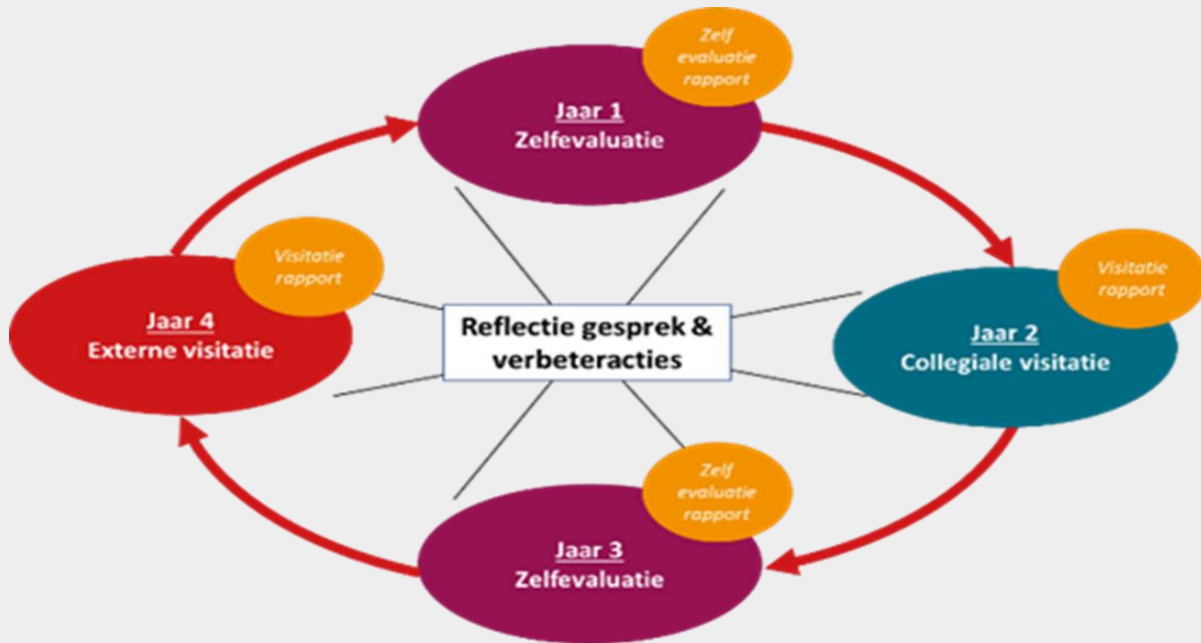 Zelf
evaluatie
rapport
Jaar 1
Zelfevaluatie
Visitatie
rapport
Jaar 2
Collegiale visitatie
Zelf
evaluatie
rapport
Jaar 3
Zelfevaluatie
Visitatie
rapport
Jaar 4
Externe visitatie
Reflectie gesprek &
verbeteracties